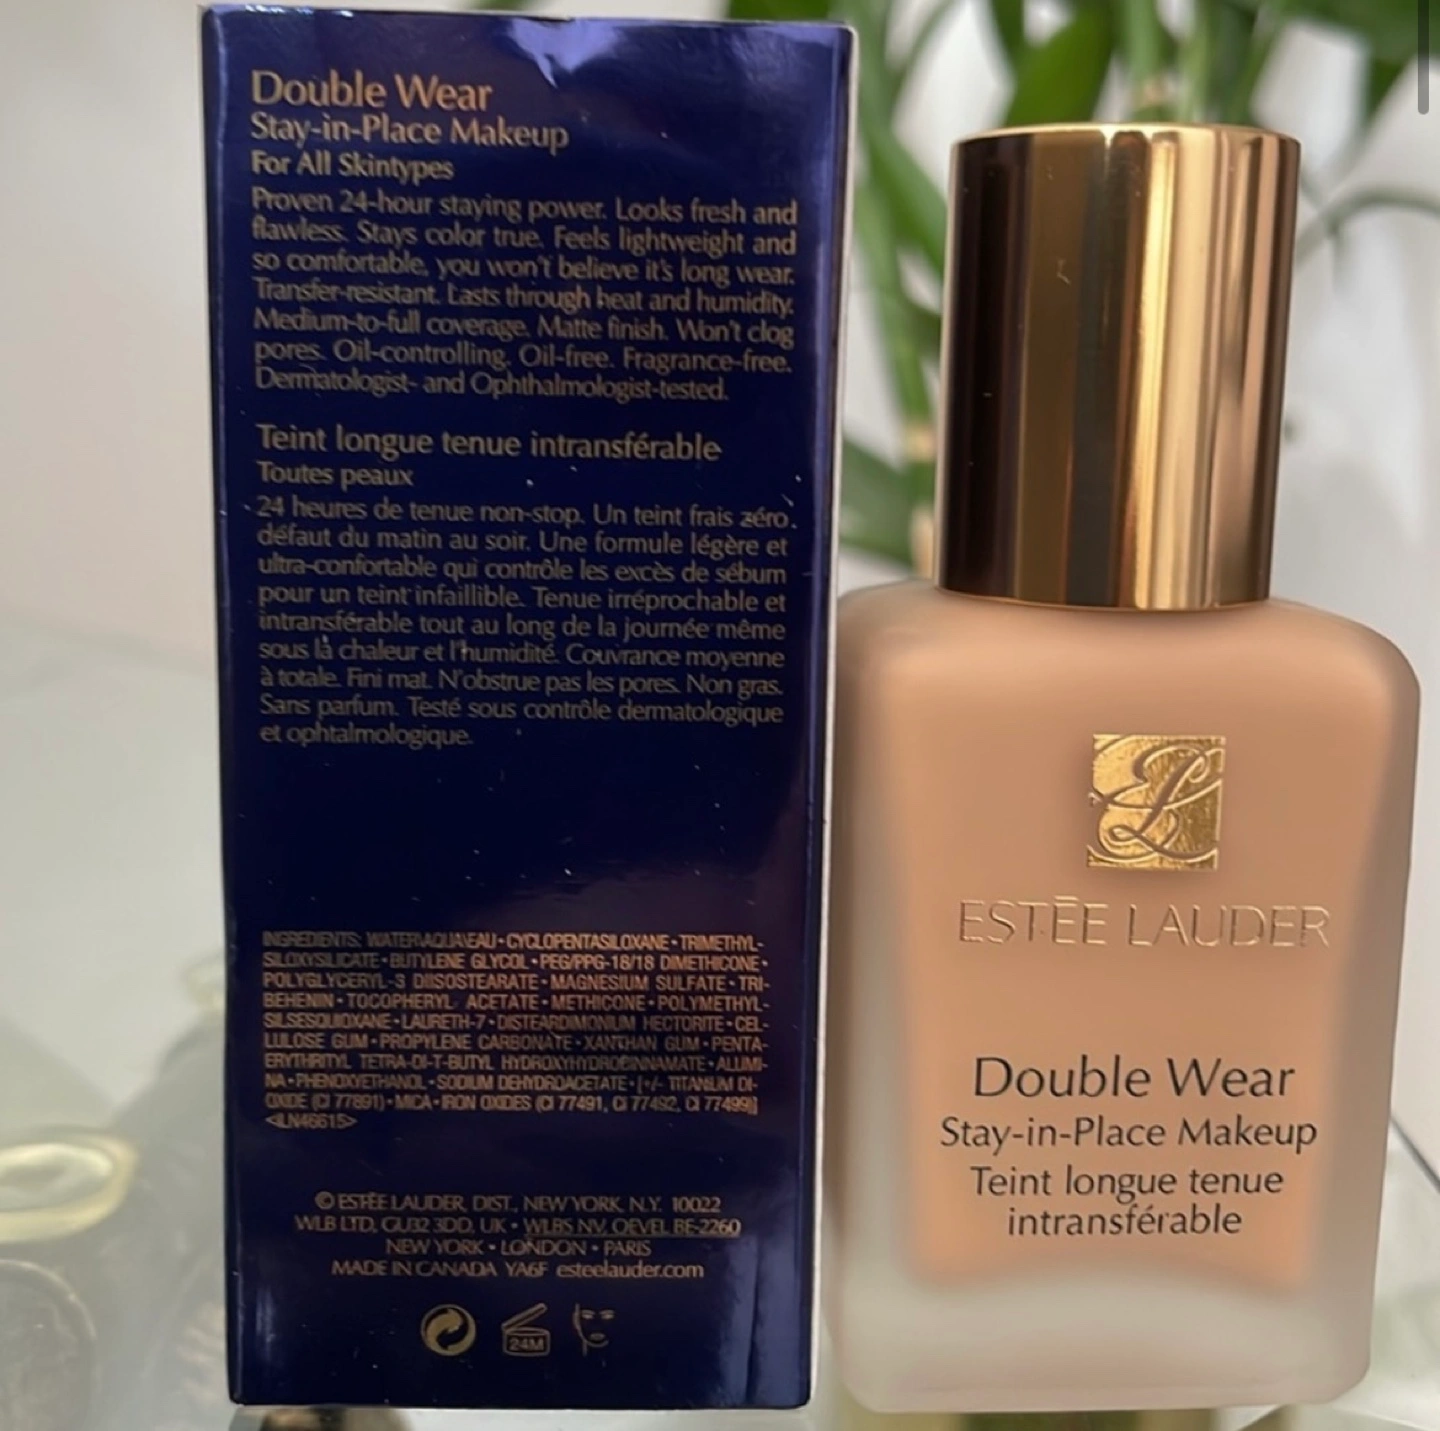 Double Wear
Stay-in-Place Makeup
For All Skintypes
Proven 24-hour staying power. Looks fresh and
flawless. Stays color true. Feels lightweight and
so comfortable, you won't believe it's long wear.
Transfer-resistant. Lasts through heat and humidity.
Medium-to-full coverage. Matte finish. Won't clog
pores. Oil-controlling. Oil-free. Fragrance-free.
Dermatologist- and Ophthalmologist-tested.
Teint longue tenue intransférable
Toutes peaux
24 heures de tenue non-stop. Un teint frais zéro
défaut du matin au soir. Une formule légère et
ultra-confortable qui contrôle les excès de sébum
pour un teint infaillible. Tenue irréprochable et
intransférable tout au long de la journée même
sous la chaleur et l'humidité. Couvrance moyenne
à totale. Fini mat. N'obstrue pas les pores. Non gras.
Sans parfum. Testé sous contrôle dermatologique
et ophtalmologique.
INGREDIENTS: WATER\AQUA\EAU • CYCLOPENTASILOXANE • TRIMETHYL-
SILOXYSILICATE • BUTYLENE GLYCOL • PEG/PPG-18/18 DIMETHICONE •
POLYGLYCERYL-3 DIISOSTEARATE • MAGNESIUM SULFATE • TRI-
BEHENIN • TOCOPHERYL ACETATE • METHICONE • POLYMETHYL-
SILSESQUIOXANE • LAURETH-7 • DISTEARDIMONIUM HECTORITE • CEL-
LULOSE GUM • PROPYLENE CARBONATE • XANTHAN GUM • PENTA-
ERYTHRITYL TETRA-DI-T-BUTYL HYDROXYHYDROCINNAMATE • ALUMI-
NA • PHENOXYETHANOL • SODIUM DEHYDROACETATE • [+/- TITANIUM DI-
OXIDE (CI 77891) • MICA • IRON OXIDES (CI 77491, CI 77492, CI 77499)]
<ILN46615>
© ESTÉE LAUDER, DIST., NEW YORK, N.Y. 10022
WLB LTD, GU32 3DD, UK • WLBS NV, OEVEL BE-2260
NEW YORK • LONDON • PARIS
MADE IN CANADA YA6F esteelauder.com
24M
ESTĒE LAUDER
Double Wear
Stay-in-Place Makeup
Teint longue tenue
intransférable